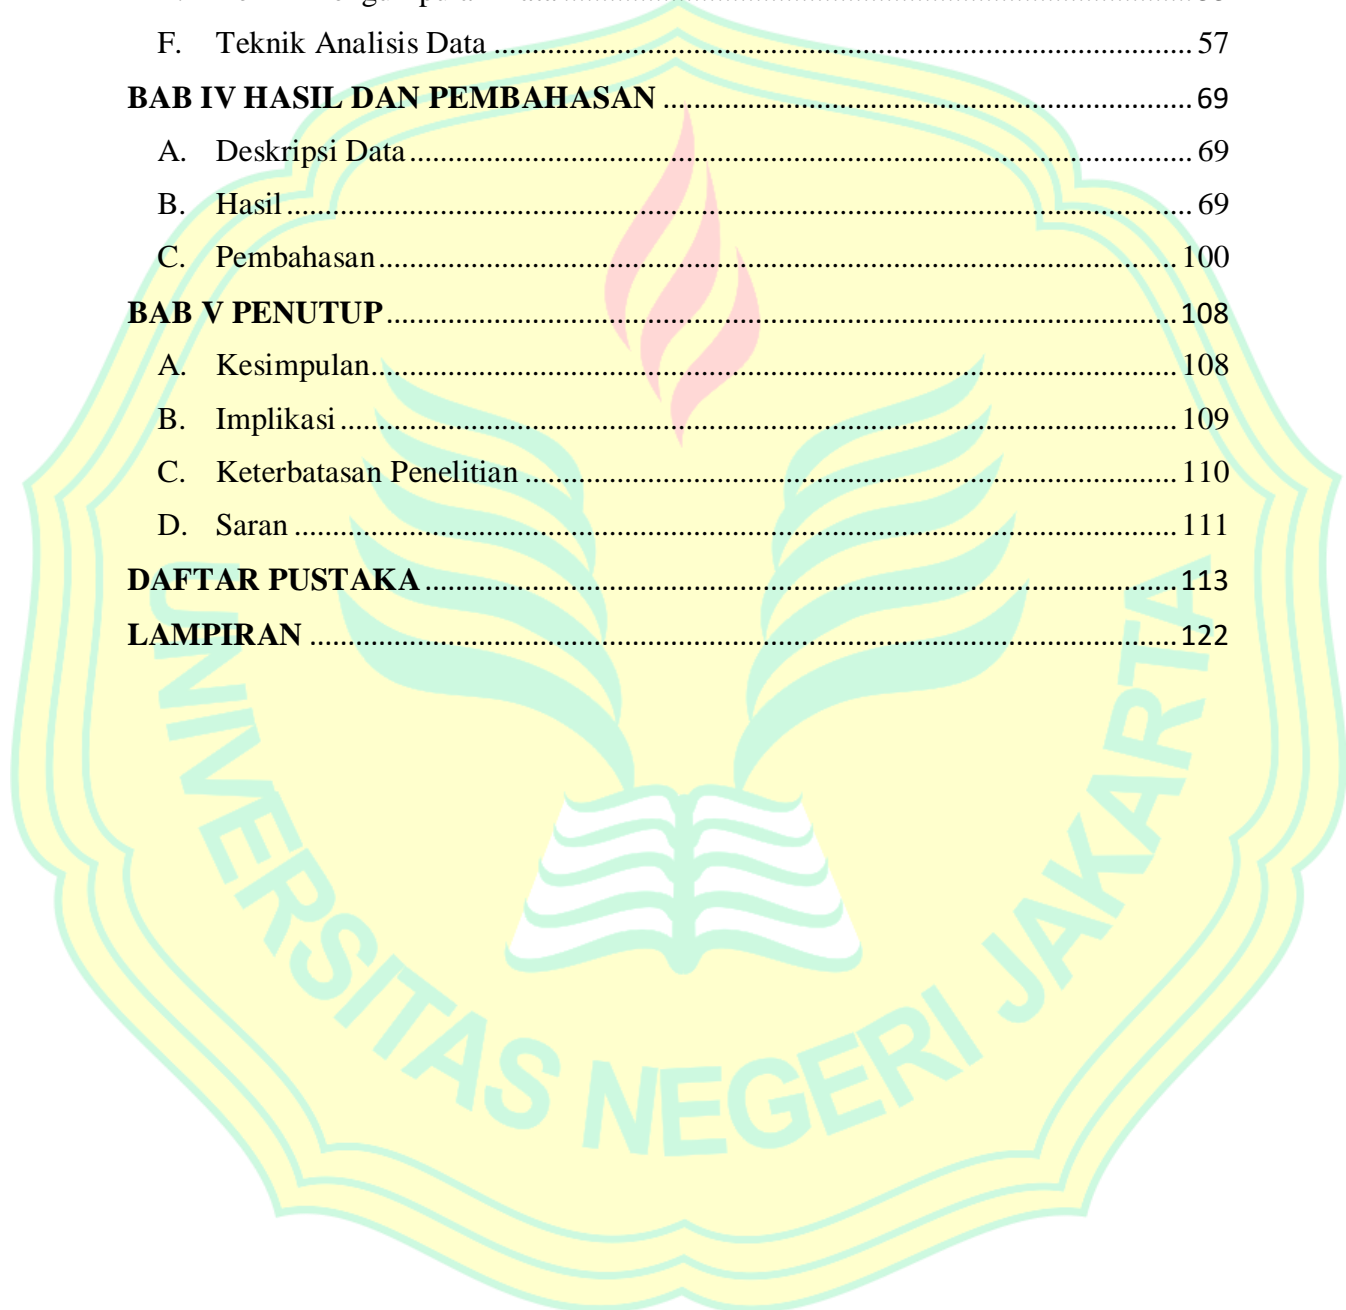 F. Teknik Analisis Data ........................................ 57
BAB IV HASIL DAN PEMBAHASAN ........................................ 69
A. Deskripsi Data ........................................ 69
B. Hasil ........................................ 69
C. Pembahasan ........................................ 100
BAB V PENUTUP ........................................ 108
A. Kesimpulan ........................................ 108
B. Implikasi ........................................ 109
C. Keterbatasan Penelitian ........................................ 110
D. Saran ........................................ 111
DAFTAR PUSTAKA ........................................ 113
LAMPIRAN ........................................ 122
UNIVERSITAS NEGERI JAKARTA